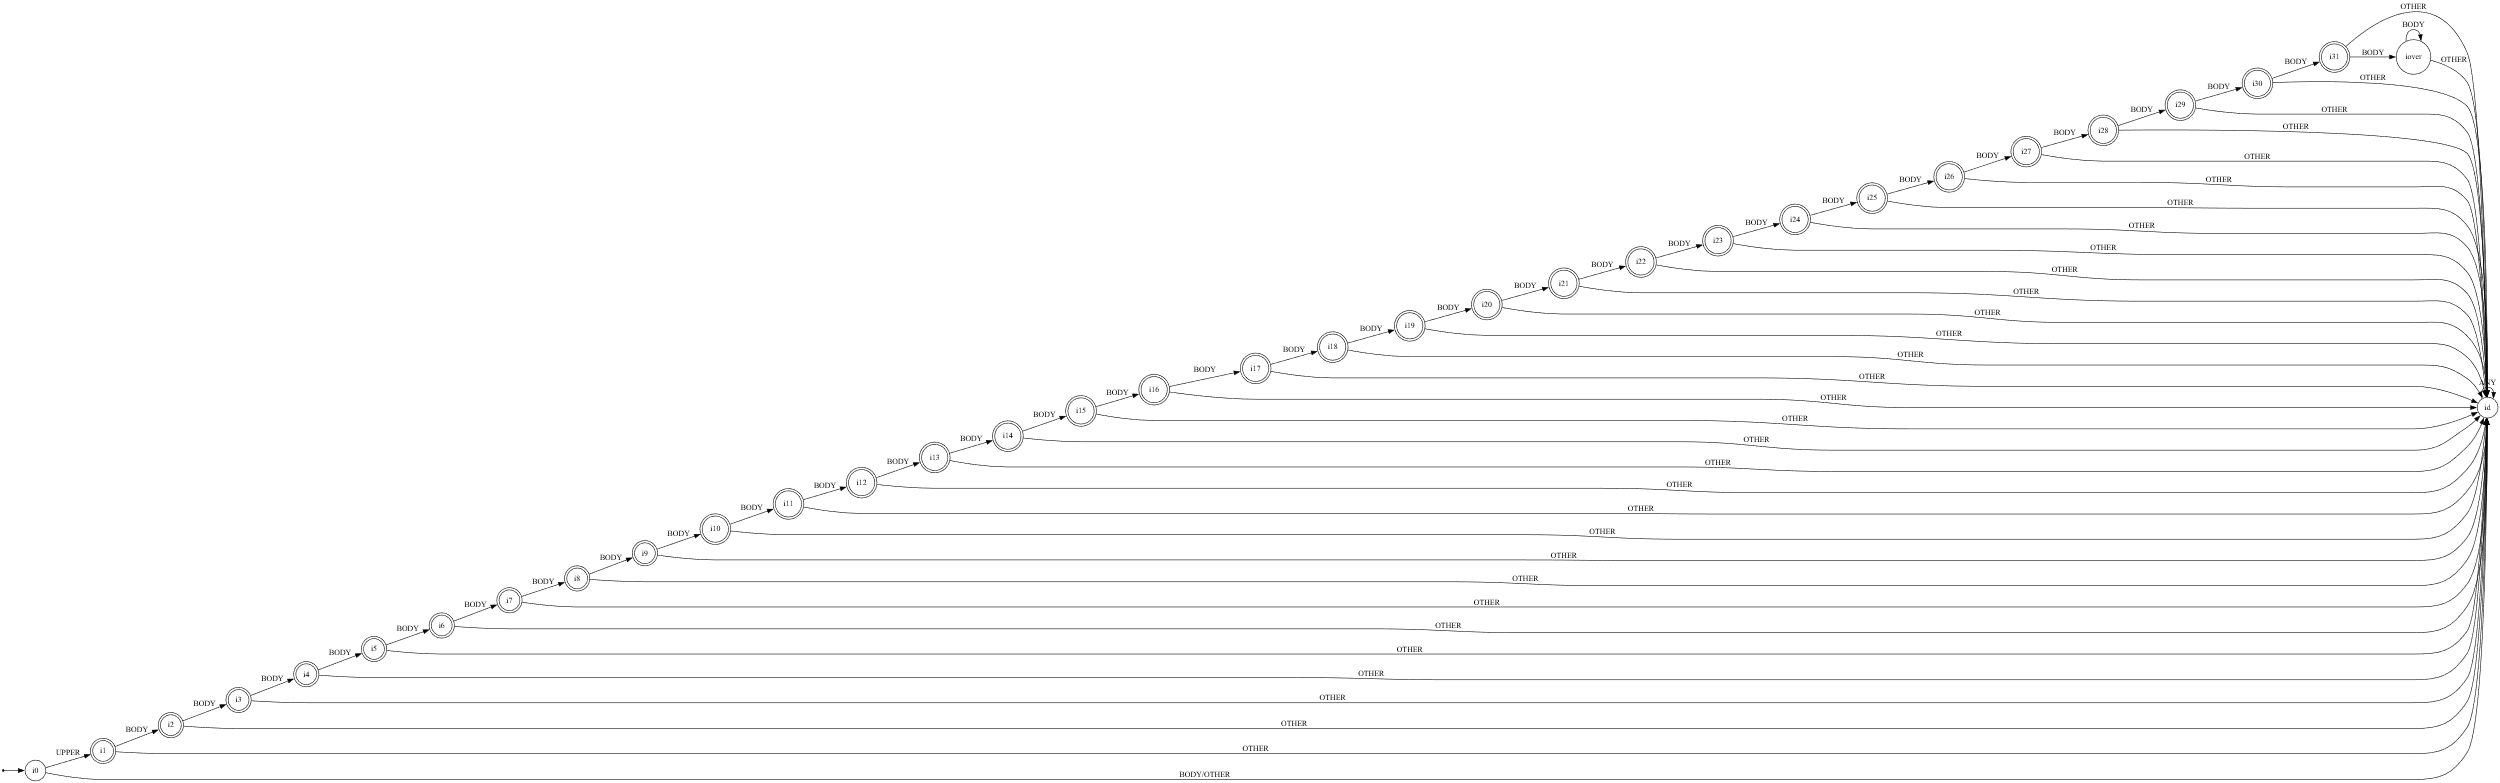 OTHER
BODY
i31
BODY
iover
OTHER
BODY
i30
OTHER
BODY
i29
OTHER
BODY
i28
OTHER
BODY
i27
OTHER
BODY
i26
OTHER
BODY
i25
OTHER
BODY
i24
OTHER
BODY
i23
OTHER
BODY
i22
OTHER
BODY
i21
OTHER
BODY
i20
OTHER
BODY
i19
OTHER
BODY
i18
OTHER
BODY
i17
OTHER
ANY
id
BODY
i16
OTHER
BODY
i15
OTHER
BODY
i14
OTHER
BODY
i13
OTHER
BODY
i12
OTHER
BODY
i11
OTHER
BODY
i10
OTHER
BODY
i9
OTHER
BODY
i8
OTHER
BODY
i7
OTHER
BODY
i6
OTHER
BODY
i5
OTHER
BODY
i4
OTHER
BODY
i3
OTHER
BODY
i2
OTHER
BODY
i1
OTHER
UPPER
i0
BODY/OTHER